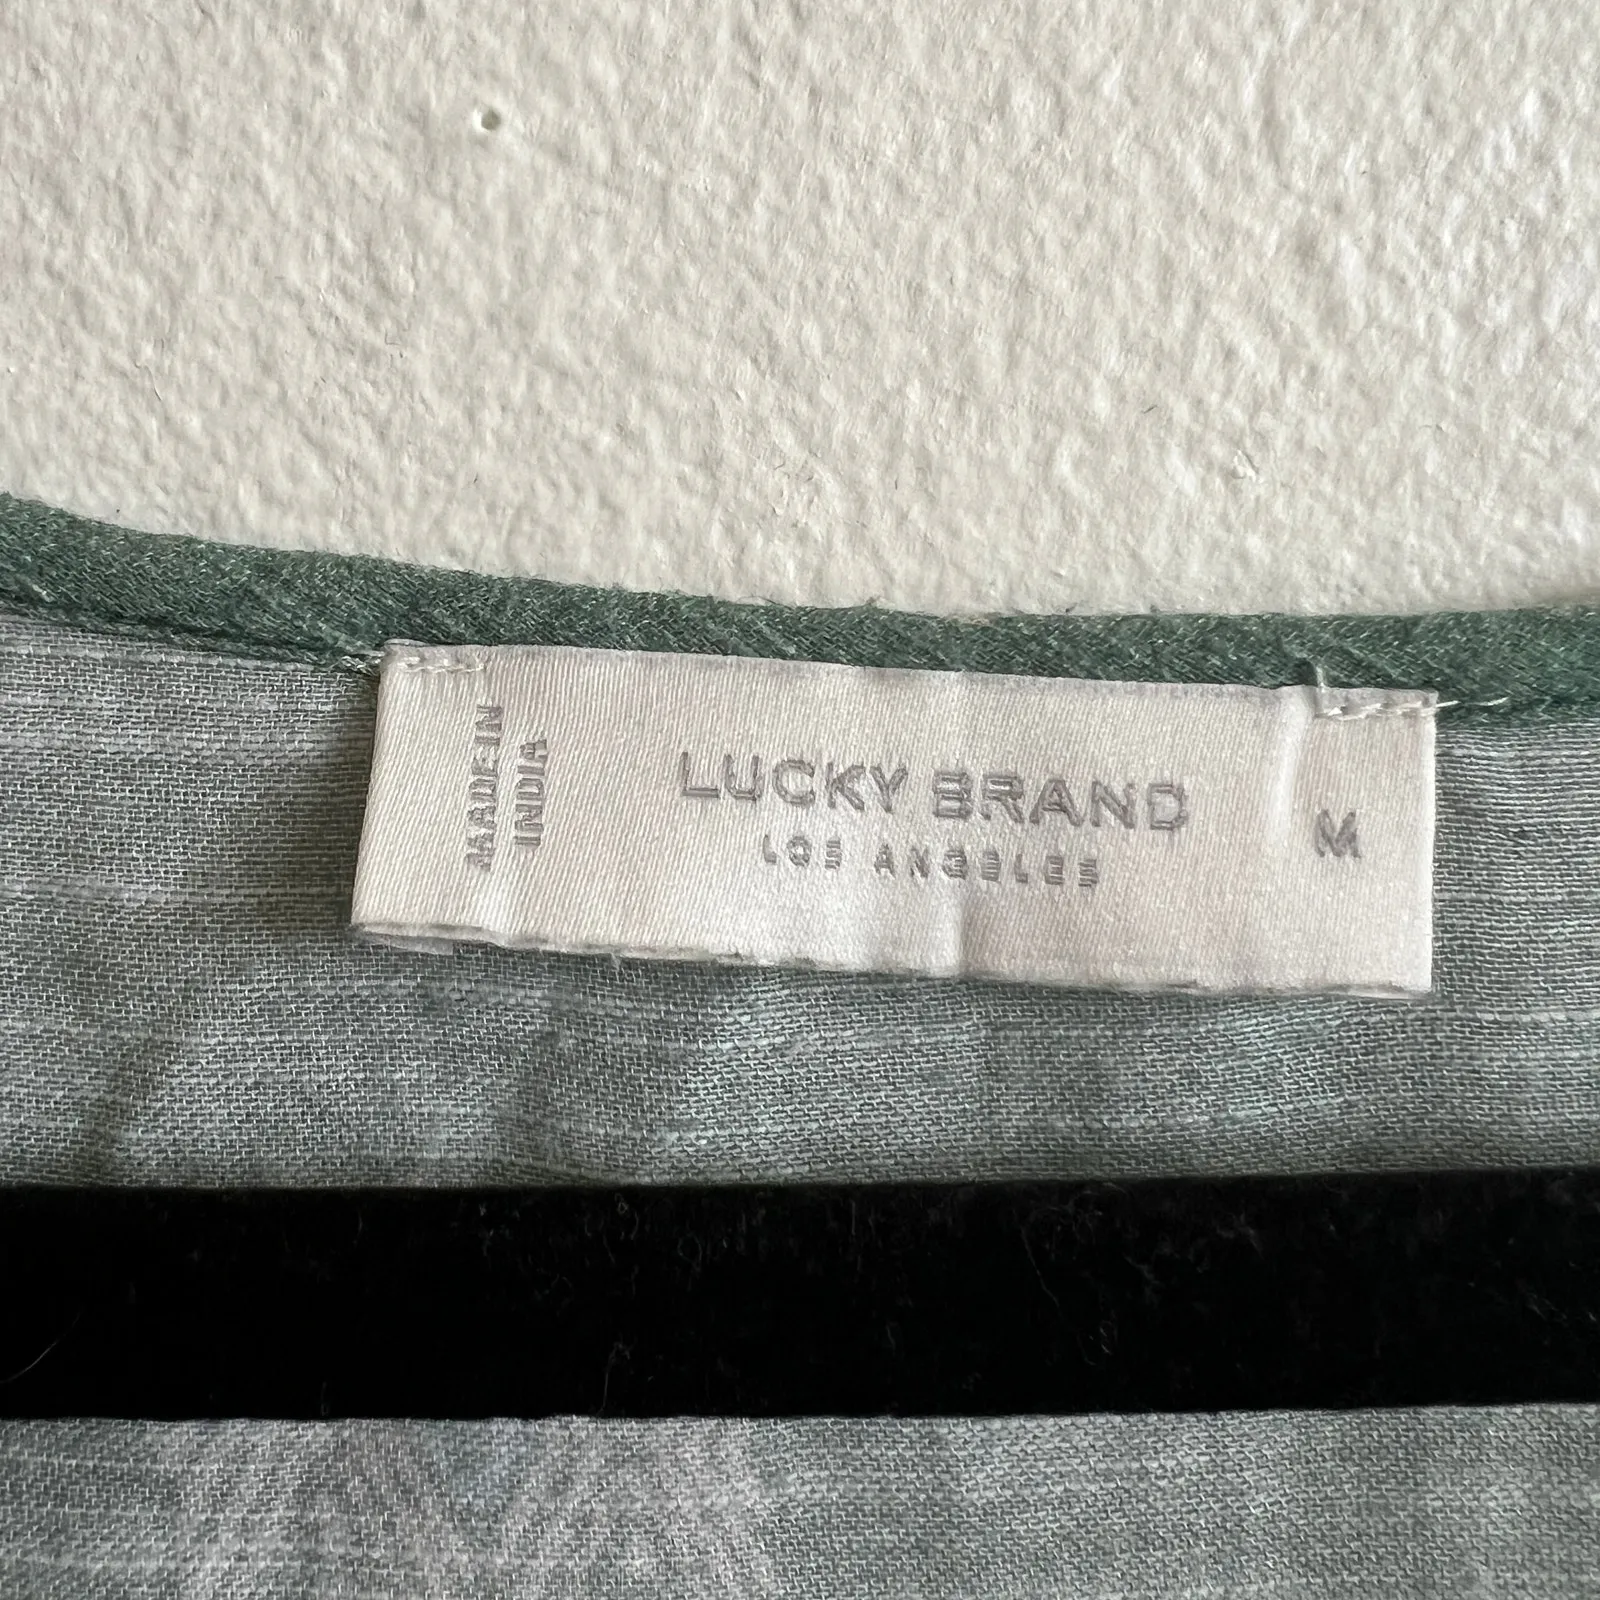 MADE IN
INDIA
LUCKY BRAND
LOS ANGELES
M